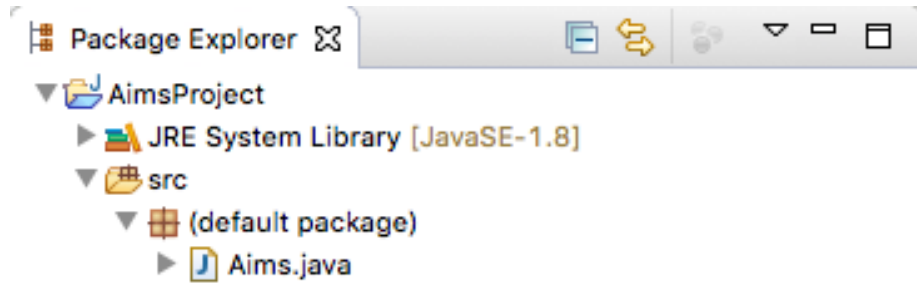 Package Explorer
AimsProject
JRE System Library [JavaSE-1.8]
src
(default package)
Aims.java